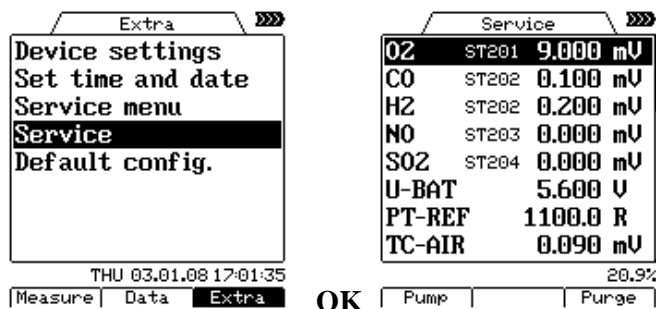 Extra
Device settings
Set time and date
Service menu
Service
Default config.
THU 03.01.08 17:01:35
Measure Data Extra
OK
Service
O2 ST201 9.000 mV
CO ST202 0.100 mV
H2 ST202 0.200 mV
NO ST203 0.000 mV
SO2 ST204 0.000 mV
U-BAT 5.600 V
PT-REF 1100.0 R
TC-AIR 0.090 mV
20.9%
Pump Purge